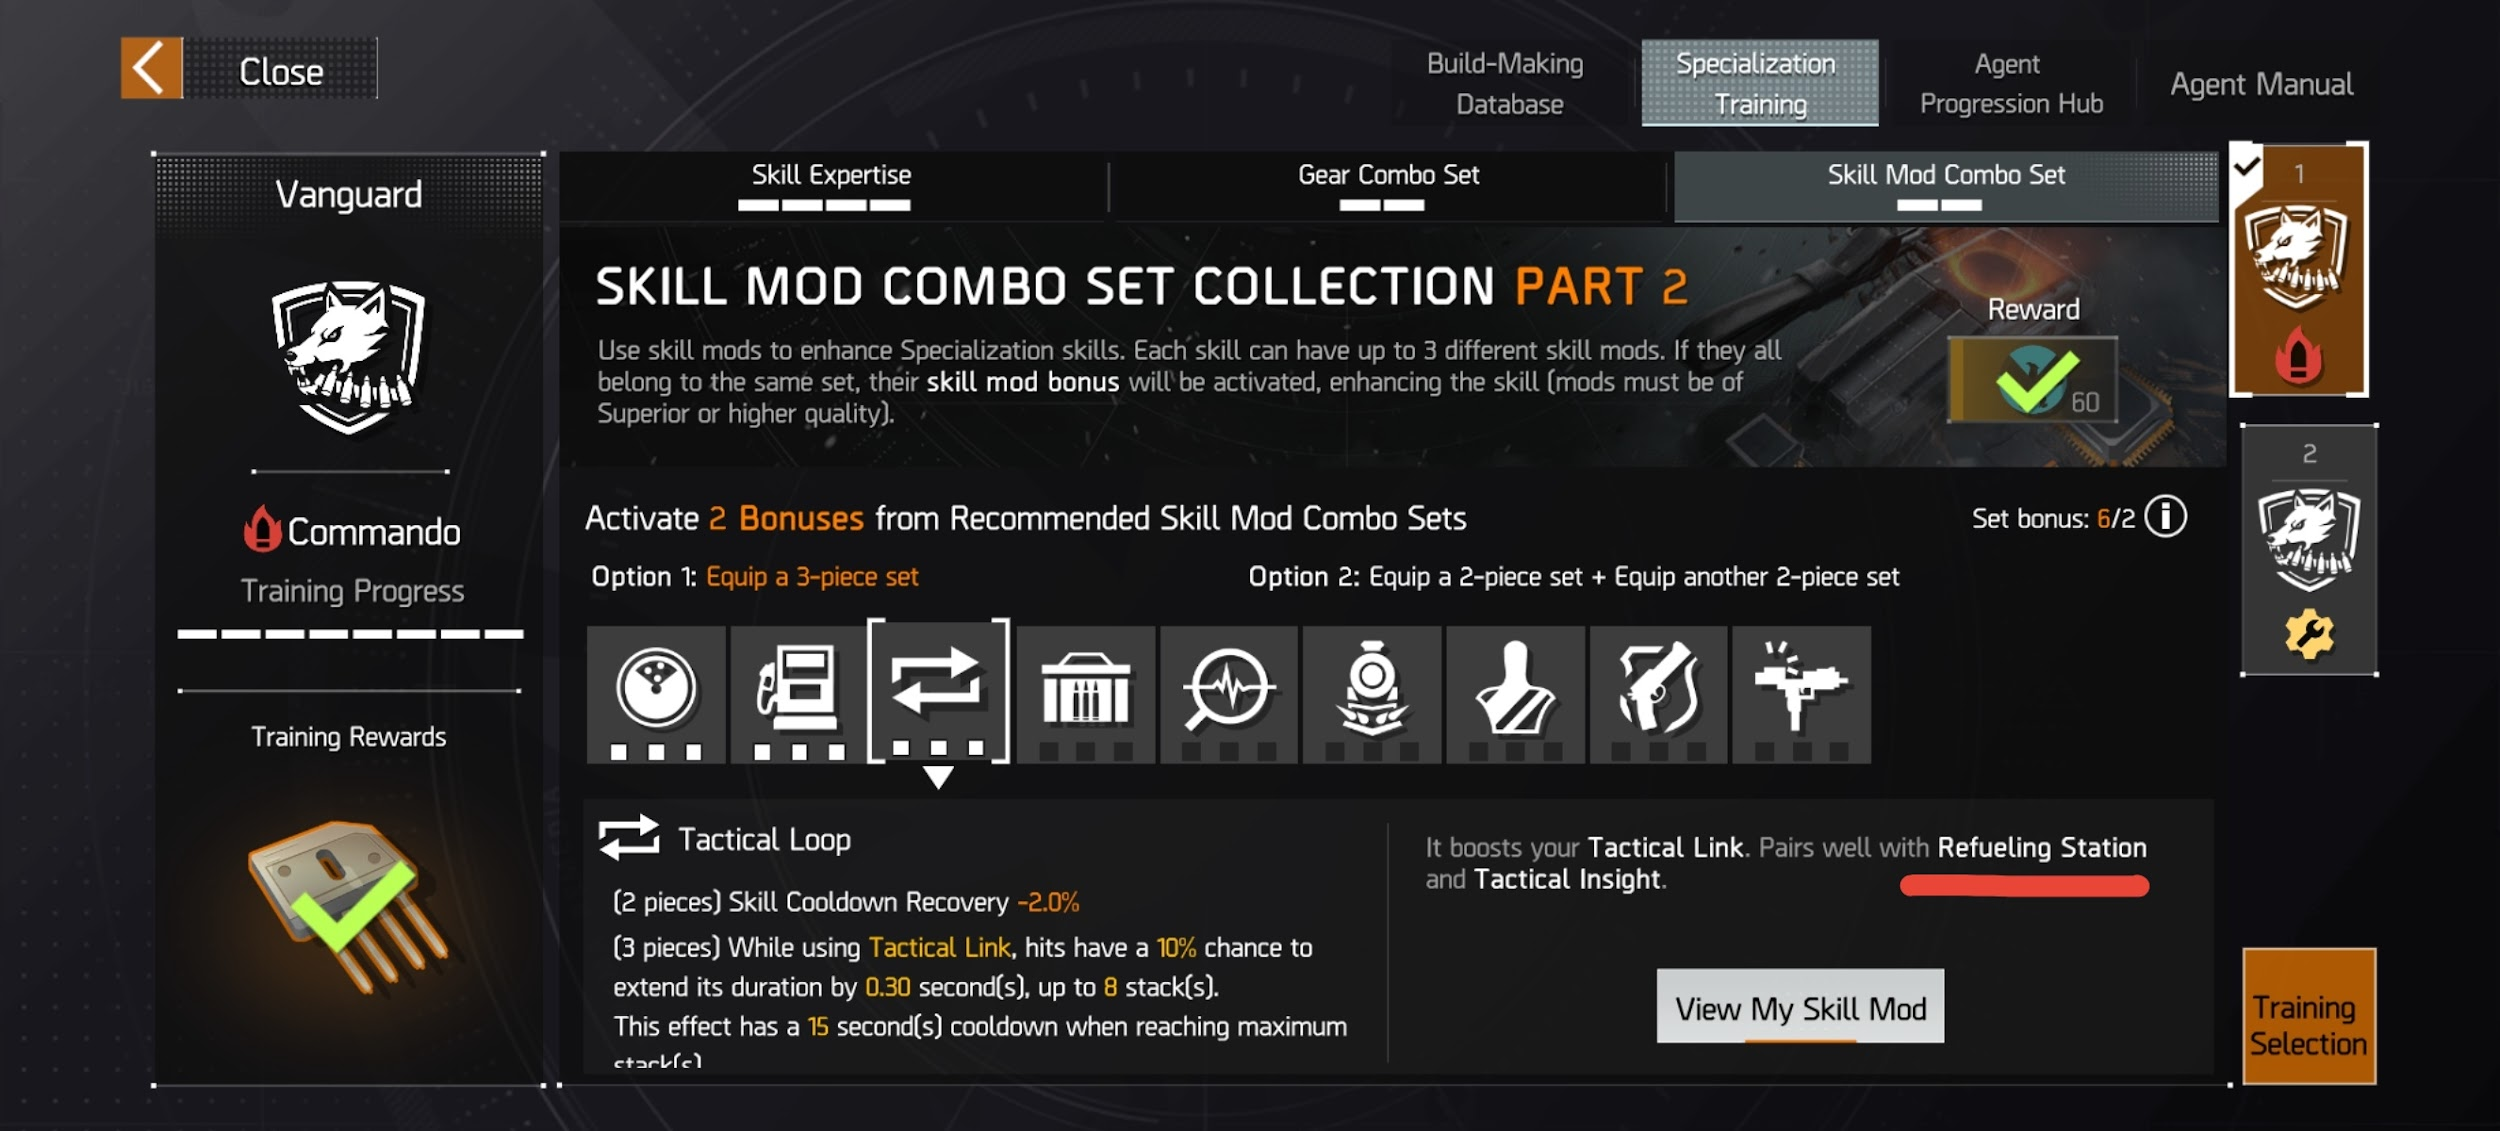 Close
Build-Making
Database
Specialization
Training
Agent
Progression Hub
Agent Manual
Vanguard
Commando
Training Progress
Training Rewards
Skill Expertise
Gear Combo Set
Skill Mod Combo Set
SKILL MOD COMBO SET COLLECTION PART 2
Use skill mods to enhance Specialization skills. Each skill can have up to 3 different skill mods. If they all
belong to the same set, their skill mod bonus will be activated, enhancing the skill (mods must be of
Superior or higher quality).
Reward
60
Activate 2 Bonuses from Recommended Skill Mod Combo Sets
Set bonus: 6/2
Option 1: Equip a 3-piece set
Option 2: Equip a 2-piece set + Equip another 2-piece set
Tactical Loop
(2 pieces) Skill Cooldown Recovery -2.0%
(3 pieces) While using Tactical Link, hits have a 10% chance to
extend its duration by 0.30 second(s), up to 8 stack(s).
This effect has a 15 second(s) cooldown when reaching maximum
stack(s)
It boosts your Tactical Link. Pairs well with Refueling Station
and Tactical Insight.
View My Skill Mod
1
2
Training
Selection